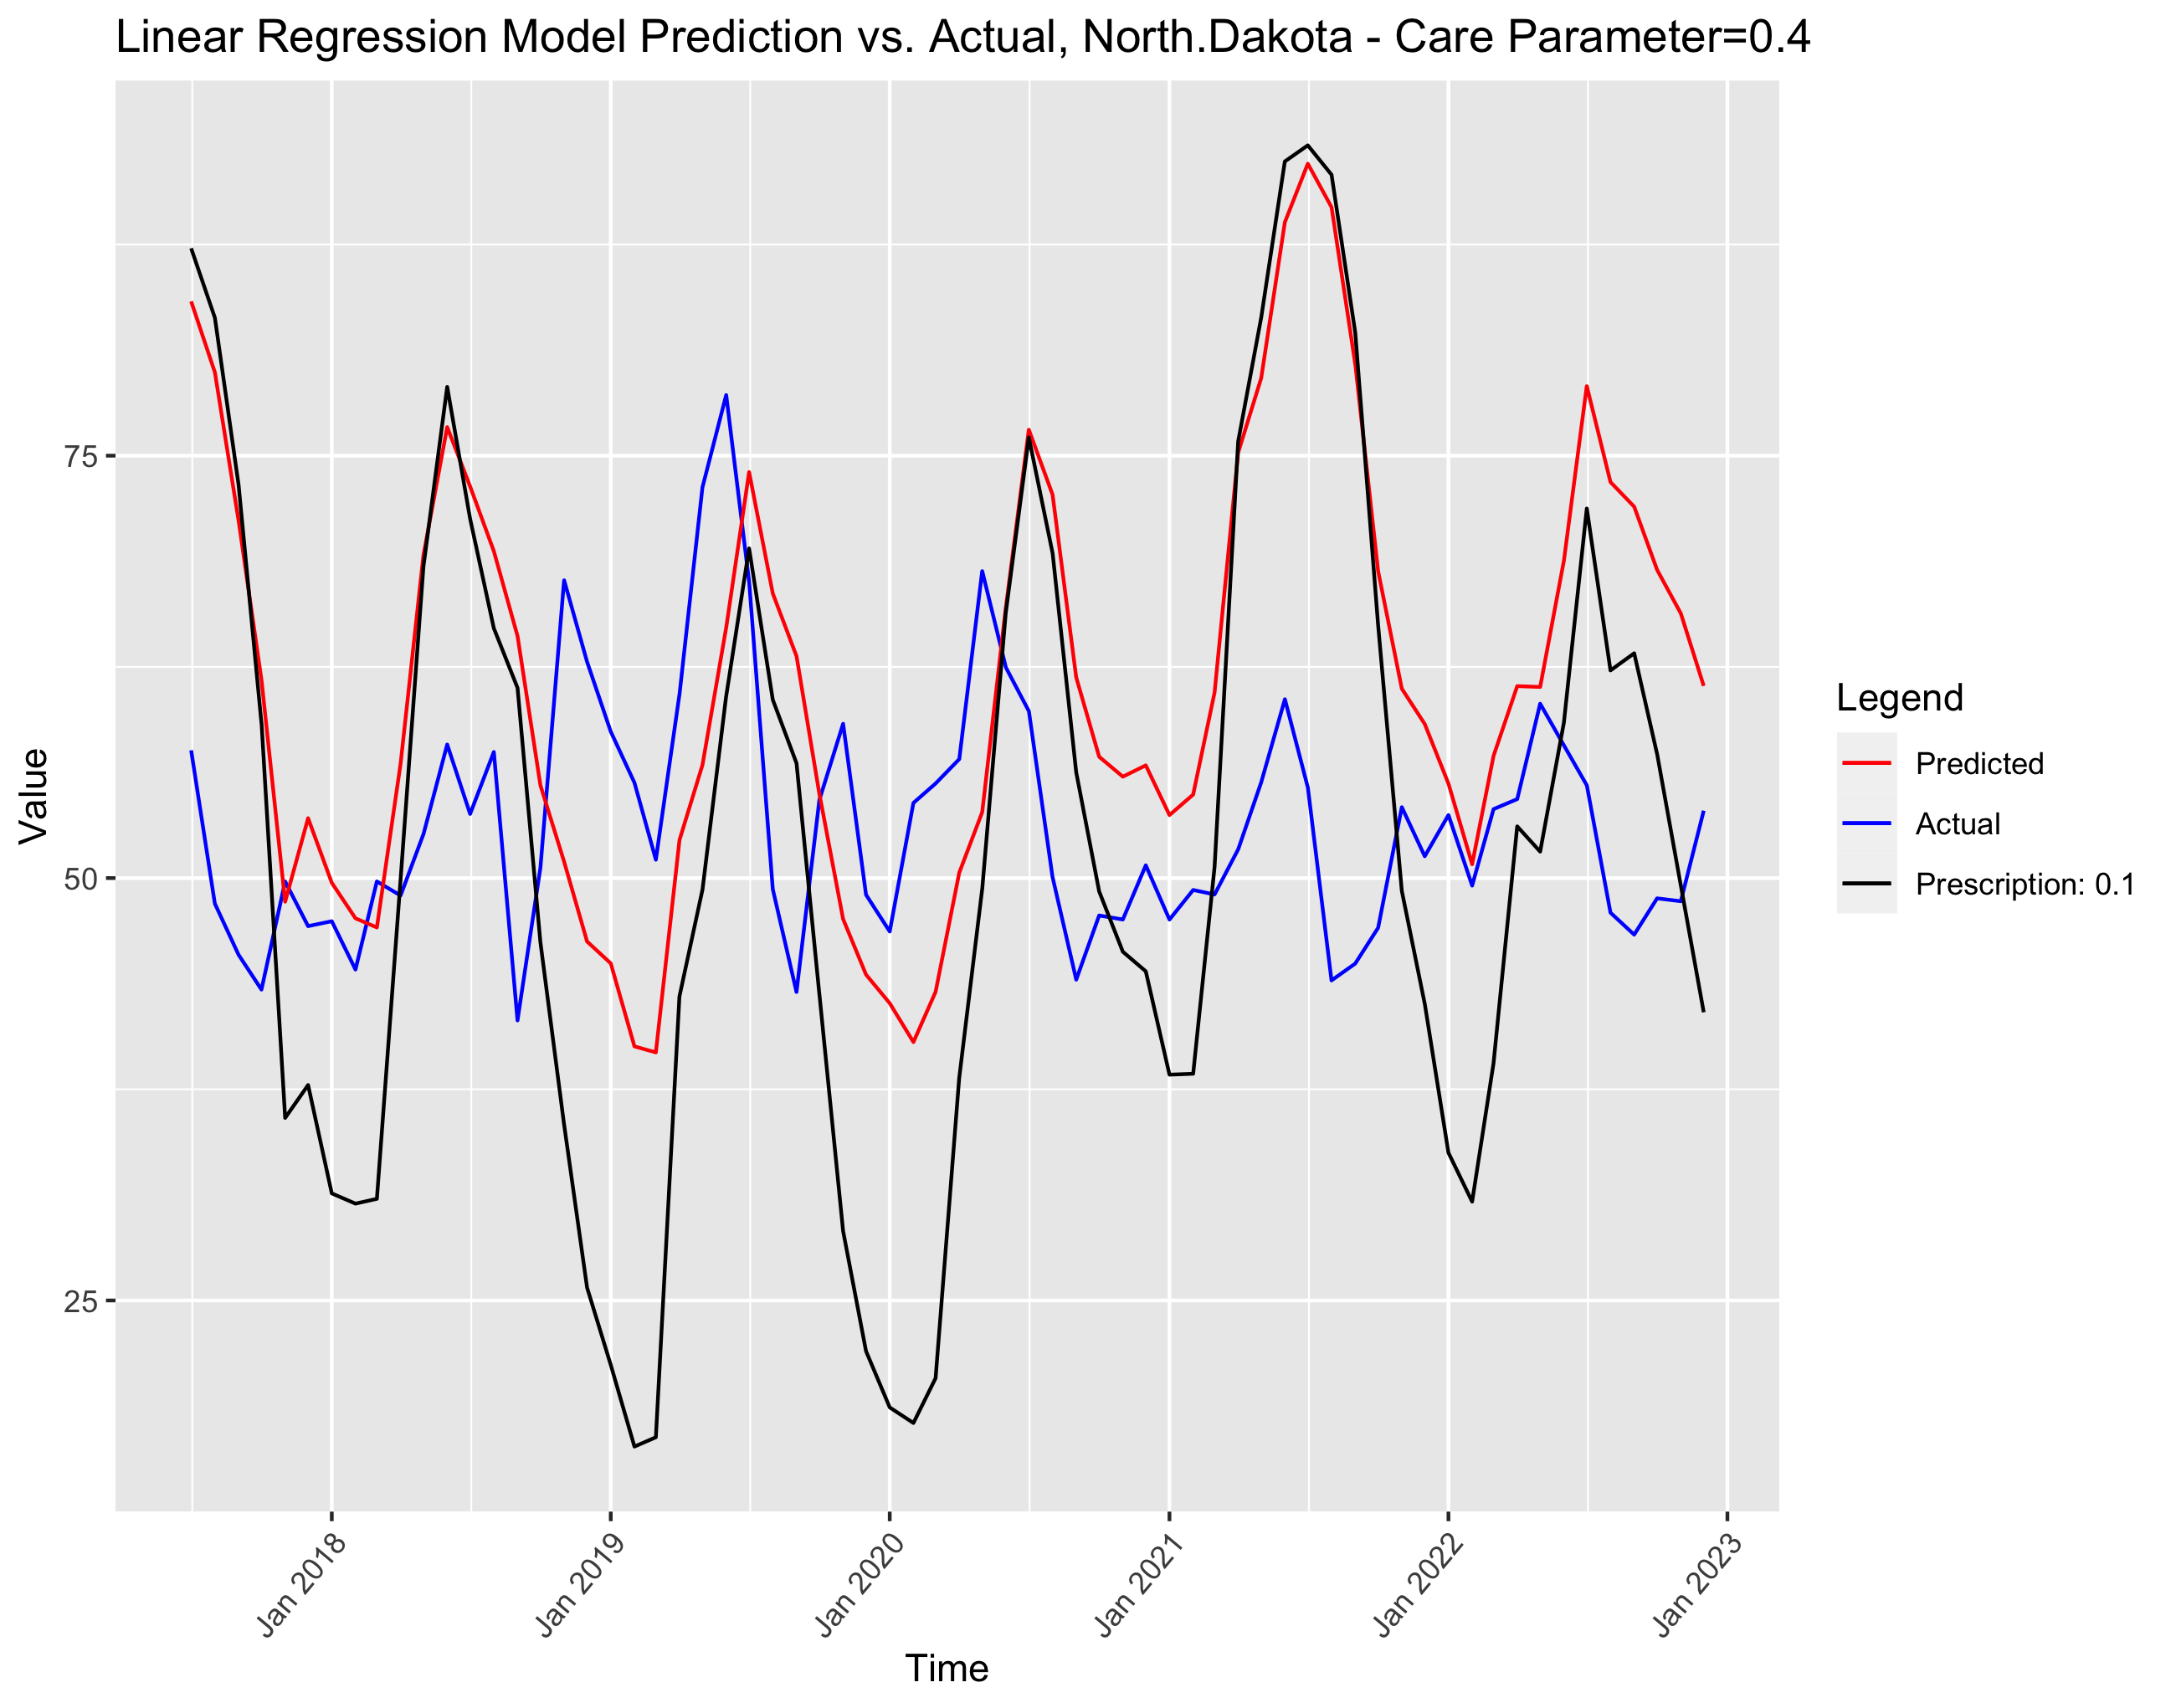 Linear Regression Model Prediction vs. Actual, North.Dakota - Care Parameter=0.4
Value
75
50
25
Jan 2018
Jan 2019
Jan 2020
Jan 2021
Jan 2022
Jan 2023
Time
Legend
Predicted
Actual
Prescription: 0.1